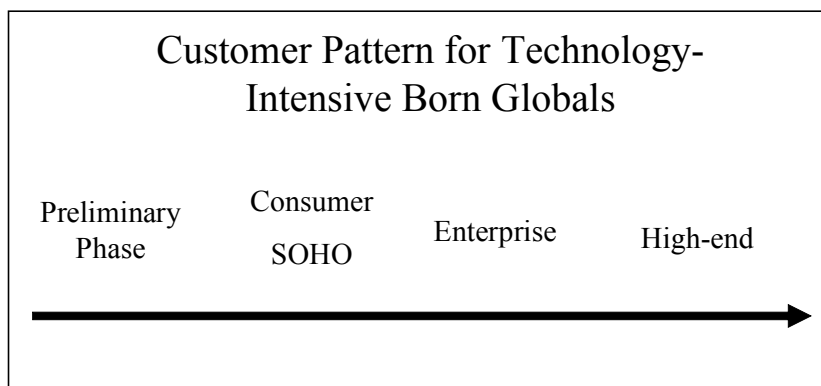 Customer Pattern for Technology-
Intensive Born Globals
Preliminary
Phase
Consumer
SOHO
Enterprise
High-end